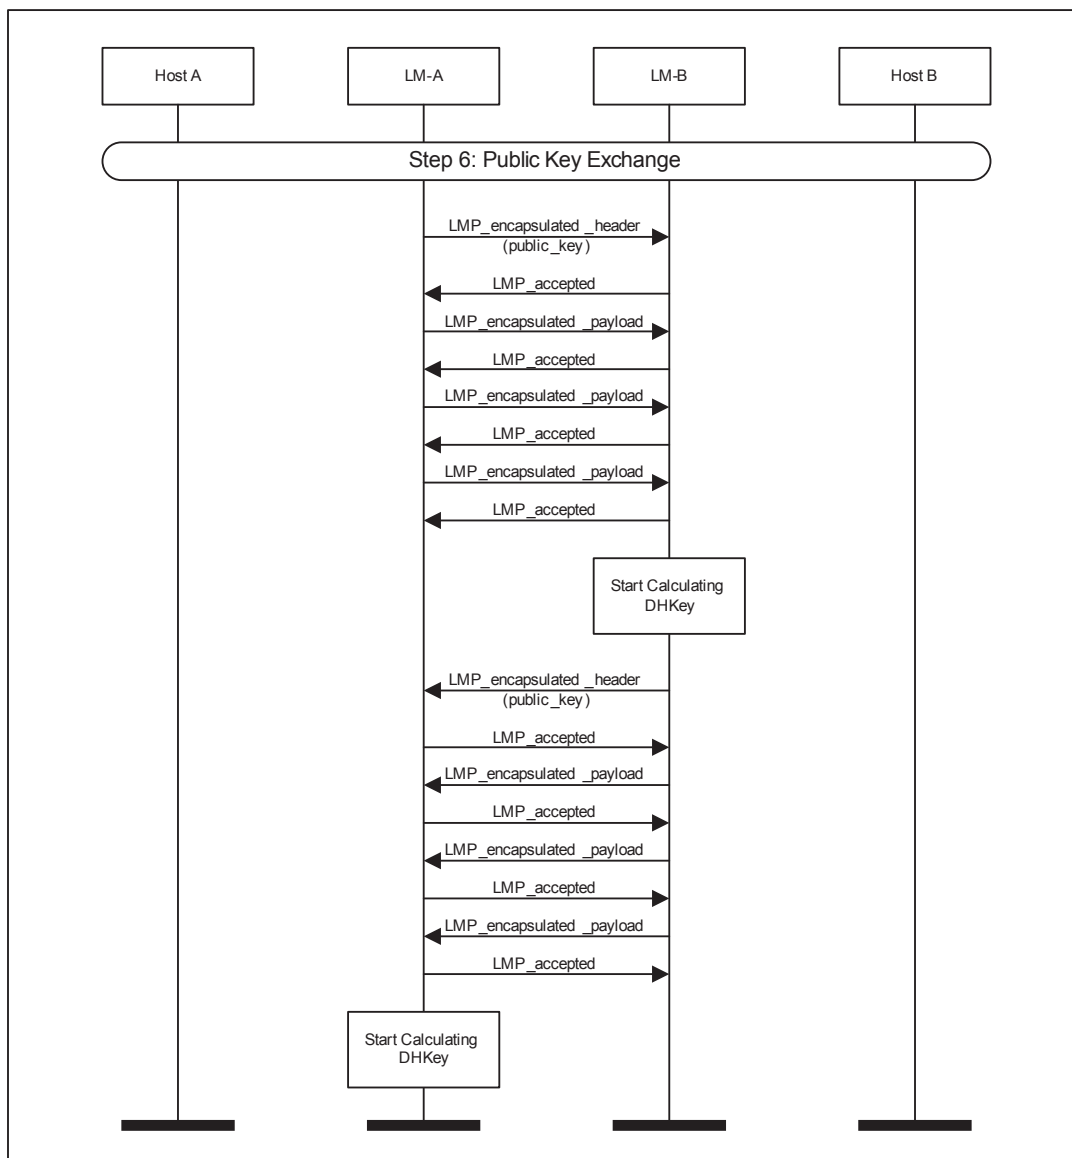 Host A
LM-A
LM-B
Host B
Step 6: Public Key Exchange
LMP_encapsulated _header
(public_key)
LMP_accepted
LMP_encapsulated _payload
LMP_accepted
LMP_encapsulated _payload
LMP_accepted
LMP_encapsulated _payload
LMP_accepted
Start Calculating
DHKey
LMP_encapsulated _header
(public_key)
LMP_accepted
LMP_encapsulated _payload
LMP_accepted
LMP_encapsulated _payload
LMP_accepted
LMP_encapsulated _payload
LMP_accepted
Start Calculating
DHKey